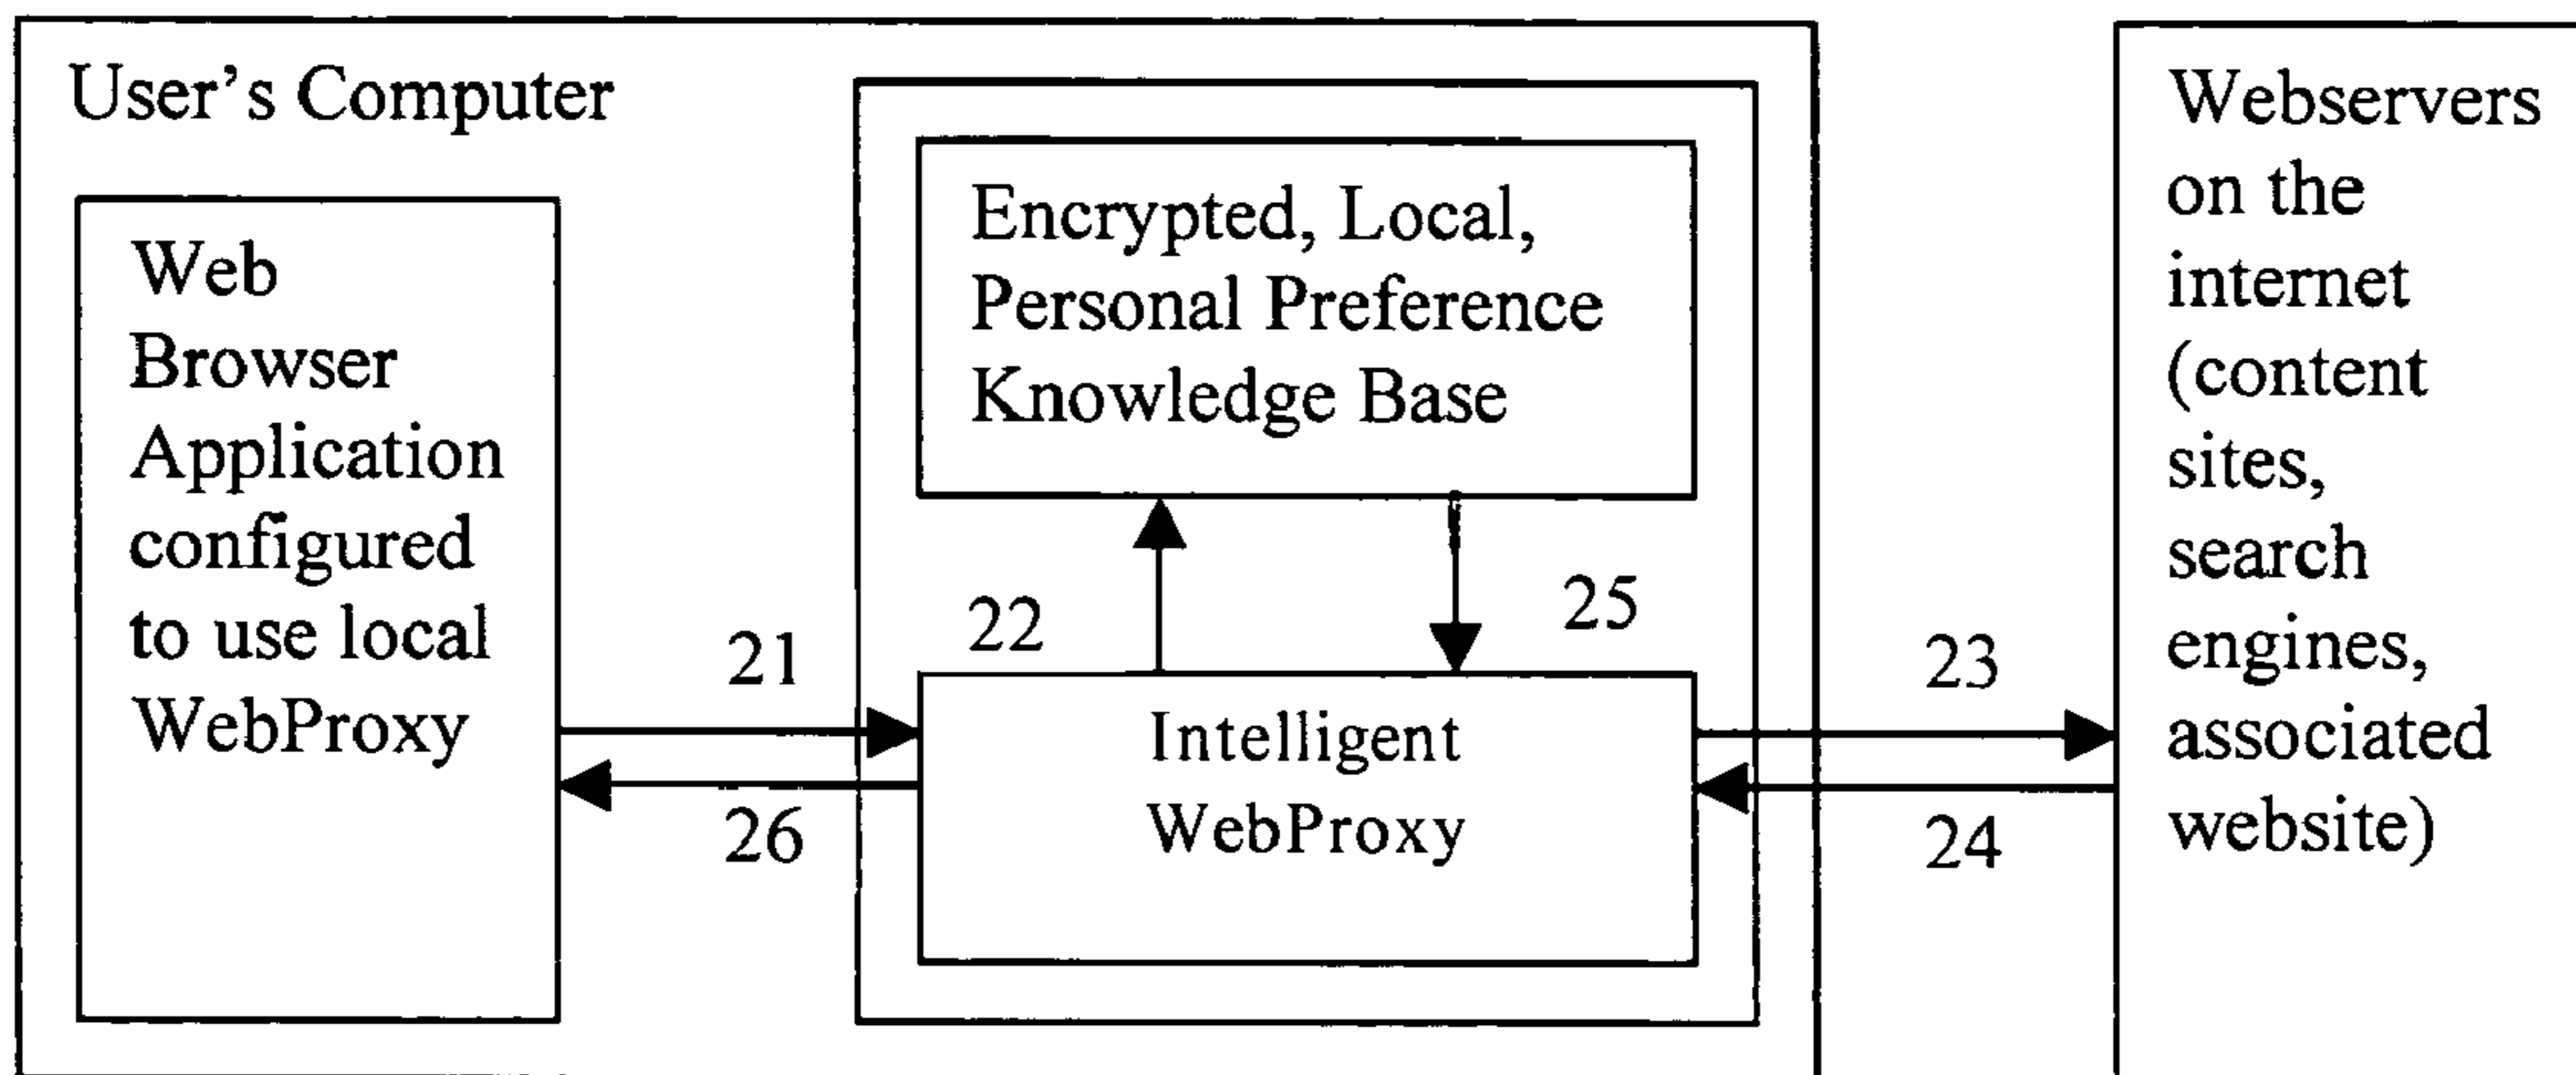 User's Computer
Web
Browser
Application
configured
to use local
WebProxy
Encrypted, Local,
Personal Preference
Knowledge Base
21
26
22
25
Intelligent
WebProxy
23
24
Webservers
on the
internet
(content
sites,
search
engines,
associated
website)